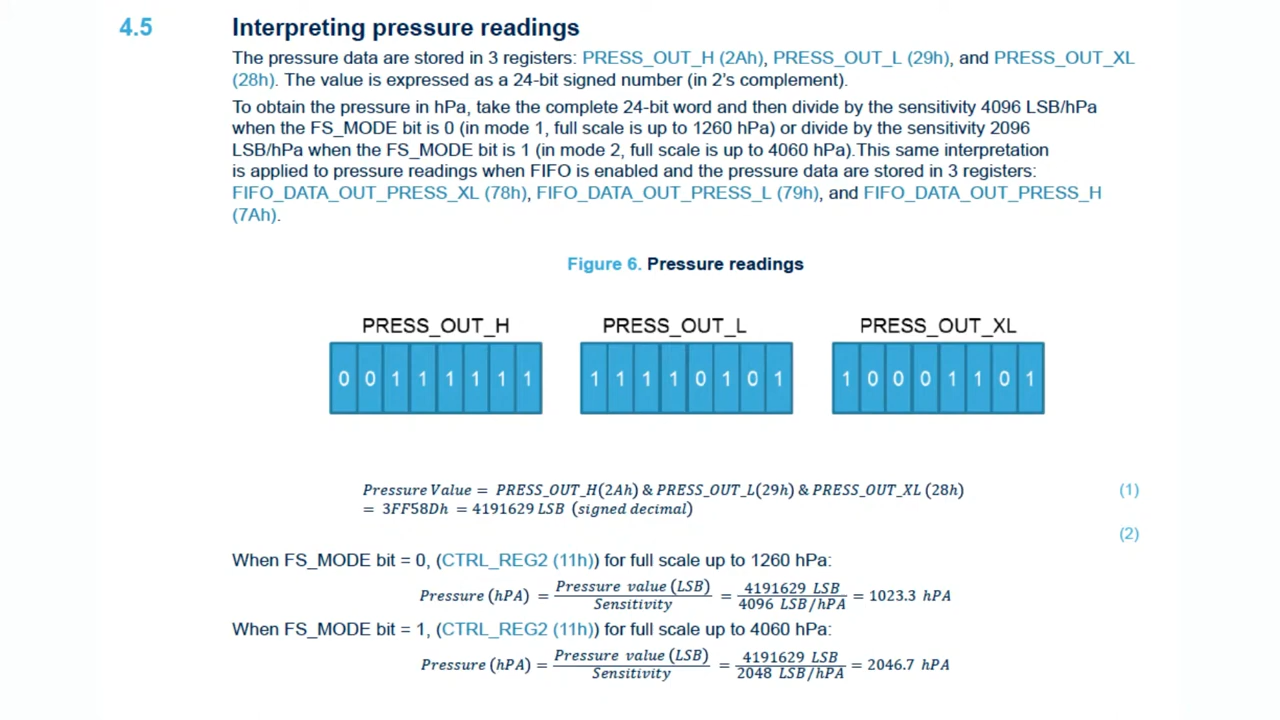 4.5 Interpreting pressure readings
The pressure data are stored in 3 registers: PRESS_OUT_H (2Ah), PRESS_OUT_L (29h), and PRESS_OUT_XL
(28h). The value is expressed as a 24-bit signed number (in 2's complement).
To obtain the pressure in hPa, take the complete 24-bit word and then divide by the sensitivity 4096 LSB/hPa
when the FS_MODE bit is 0 (in mode 1, full scale is up to 1260 hPa) or divide by the sensitivity 2096
LSB/hPa when the FS_MODE bit is 1 (in mode 2, full scale is up to 4060 hPa).This same interpretation
is applied to pressure readings when FIFO is enabled and the pressure data are stored in 3 registers:
FIFO_DATA_OUT_PRESS_XL (78h), FIFO_DATA_OUT_PRESS_L (79h), and FIFO_DATA_OUT_PRESS_H
(7Ah).
Figure 6. Pressure readings
PRESS_OUT_H PRESS_OUT_L PRESS_OUT_XL
0 0 1 1 1 1 1 1 1 1 1 1 0 1 0 1 1 0 0 0 1 1 0 1
Pressure Value = PRESS_OUT_H(2Ah) & PRESS_OUT_L(29h) & PRESS_OUT_XL (28h) (1)
= 3FF58Dh = 4191629 LSB (signed decimal)
(2)
When FS_MODE bit = 0, (CTRL_REG2 (11h)) for full scale up to 1260 hPa:
Pressure (hPA) = Pressure value (LSB) / Sensitivity = 4191629 LSB / 4096 LSB/hPA = 1023.3 hPA
When FS_MODE bit = 1, (CTRL_REG2 (11h)) for full scale up to 4060 hPa:
Pressure (hPA) = Pressure value (LSB) / Sensitivity = 4191629 LSB / 2048 LSB/hPA = 2046.7 hPA